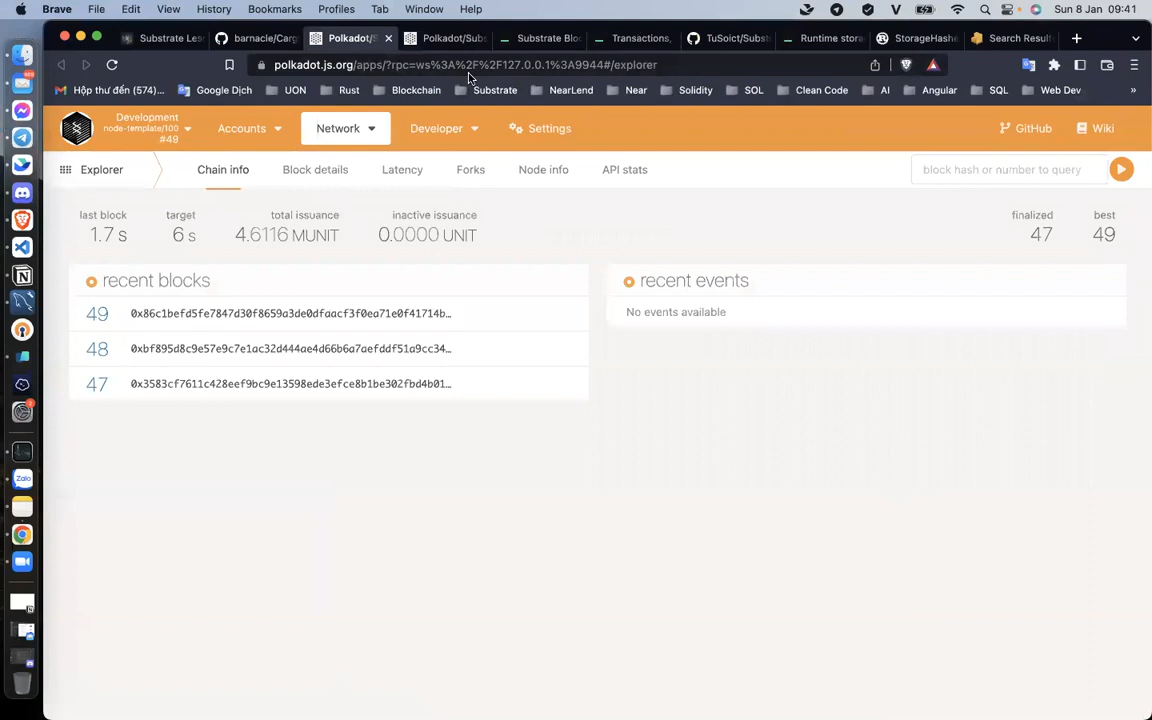 Brave File Edit View History Bookmarks Profiles Tab Window Help Sun 8 Jan 09:41
Substrate Les barnacle/Carg Polkadot/S Polkadot/Subs Substrate Blo Transactions, TuSoict/Subst Runtime stora StorageHashe Search Result
polkadot.js.org/apps/?rpc=ws%3A%2F%2F127.0.0.1%3A9944#/explorer
Hộp thư đến (574)... Google Dịch UON Rust Blockchain Substrate NearLend Near Solidity SOL Clean Code AI Angular SQL Web Dev »
Development
node-template/100
#49
Accounts Network Developer Settings GitHub Wiki
Explorer Chain info Block details Latency Forks Node info API stats block hash or number to query
last block target total issuance inactive issuance finalized best
1.7 s 6 s 4.6116 MUNIT 0.0000 UNIT 47 49
recent blocks recent events
49 0x86c1befd5fe7847d30f8659a3de0dfaacf3f0ea71e0f41714b…
No events available
48 0xbf895d8c9e57e9c7e1ac32d444ae4d66b6a7aefddf51a9cc34…
47 0x3583cf7611c428eef9bc9e13598ede3efce8b1be302fbd4b01…
Zalo